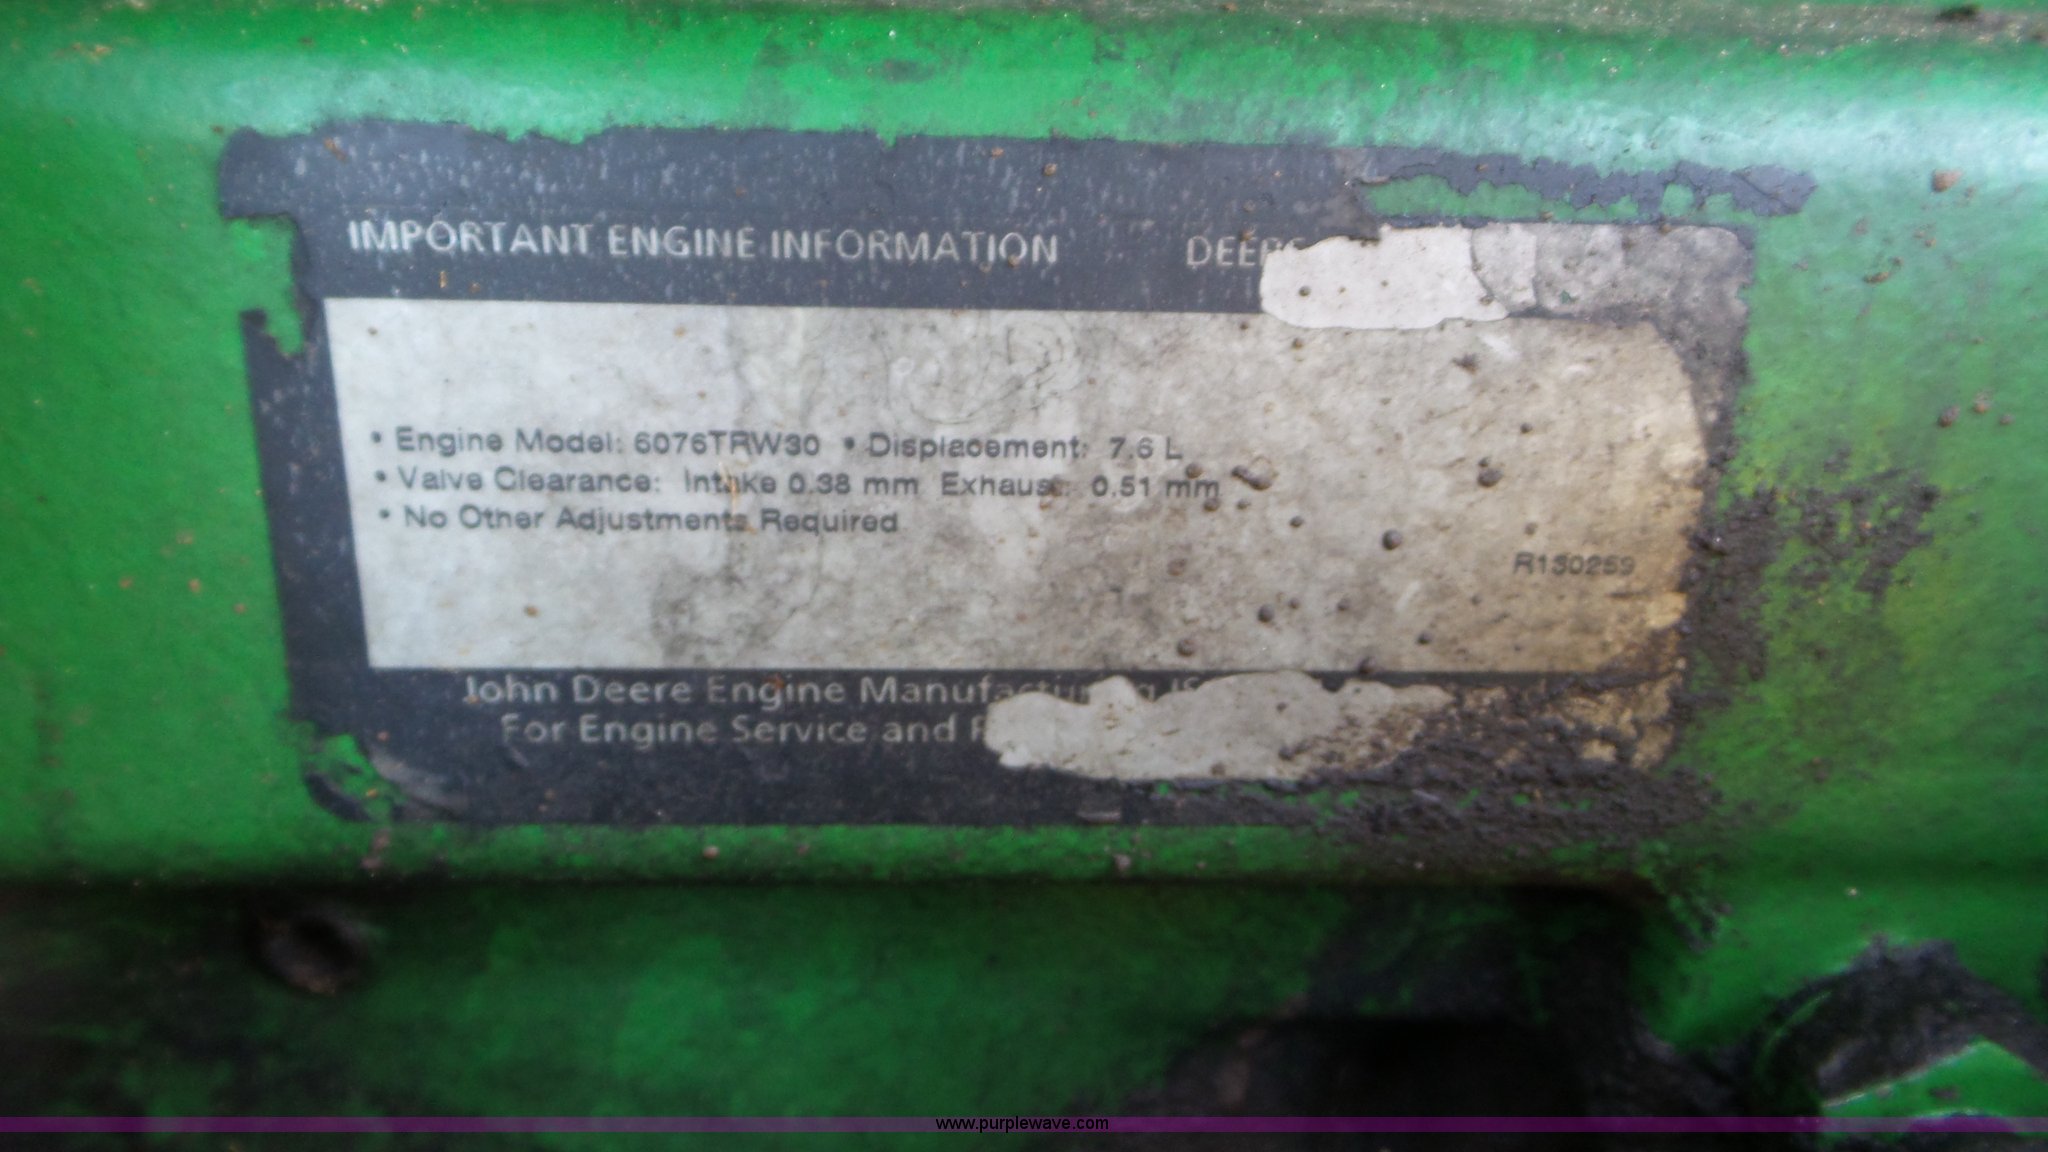 IMPORTANT ENGINE INFORMATION
• Engine Model: 6076TRW30 • Displacement: 7.6 L
• Valve Clearance: Intake 0.38 mm Exhaust: 0.51 mm
• No Other Adjustments Required
R130259
John Deere Engine Manufacturing
For Engine Service and
www.purplewave.com